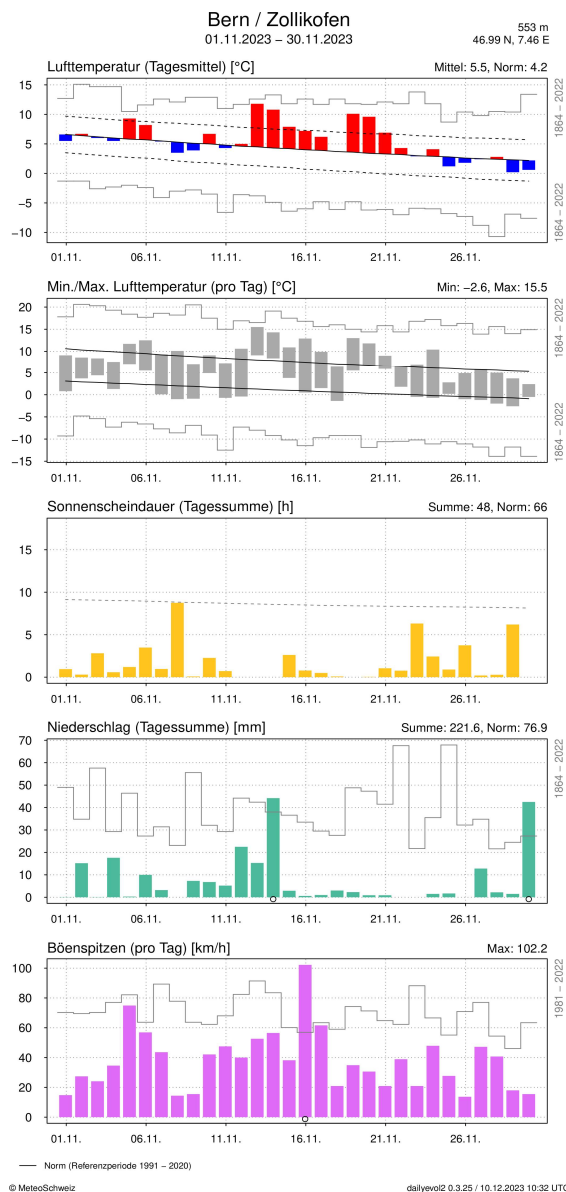 Bern / Zollikofen
01.11.2023 – 30.11.2023
553 m
46.99 N, 7.46 E
Lufttemperatur (Tagesmittel) [°C]
Mittel: 5.5, Norm: 4.2
15
10
5
0
−5
−10
1864 – 2022
1864 – 2022
01.11. 06.11. 11.11. 16.11. 21.11. 26.11.
Min./Max. Lufttemperatur (pro Tag) [°C]
Min: −2.6, Max: 15.5
20
15
10
5
0
−5
−10
−15
1864 – 2022
1864 – 2022
01.11. 06.11. 11.11. 16.11. 21.11. 26.11.
Sonnenscheindauer (Tagessumme) [h]
Summe: 48, Norm: 66
15
10
5
0
01.11. 06.11. 11.11. 16.11. 21.11. 26.11.
Niederschlag (Tagessumme) [mm]
Summe: 221.6, Norm: 76.9
70
60
50
40
30
20
10
0
1864 – 2022
01.11. 06.11. 11.11. 16.11. 21.11. 26.11.
Böenspitzen (pro Tag) [km/h]
Max: 102.2
100
80
60
40
20
0
1981 – 2022
01.11. 06.11. 11.11. 16.11. 21.11. 26.11.
Norm (Referenzperiode 1991 – 2020)
© MeteoSchweiz
dailyevol2 0.3.25 / 10.12.2023 10:32 UTC